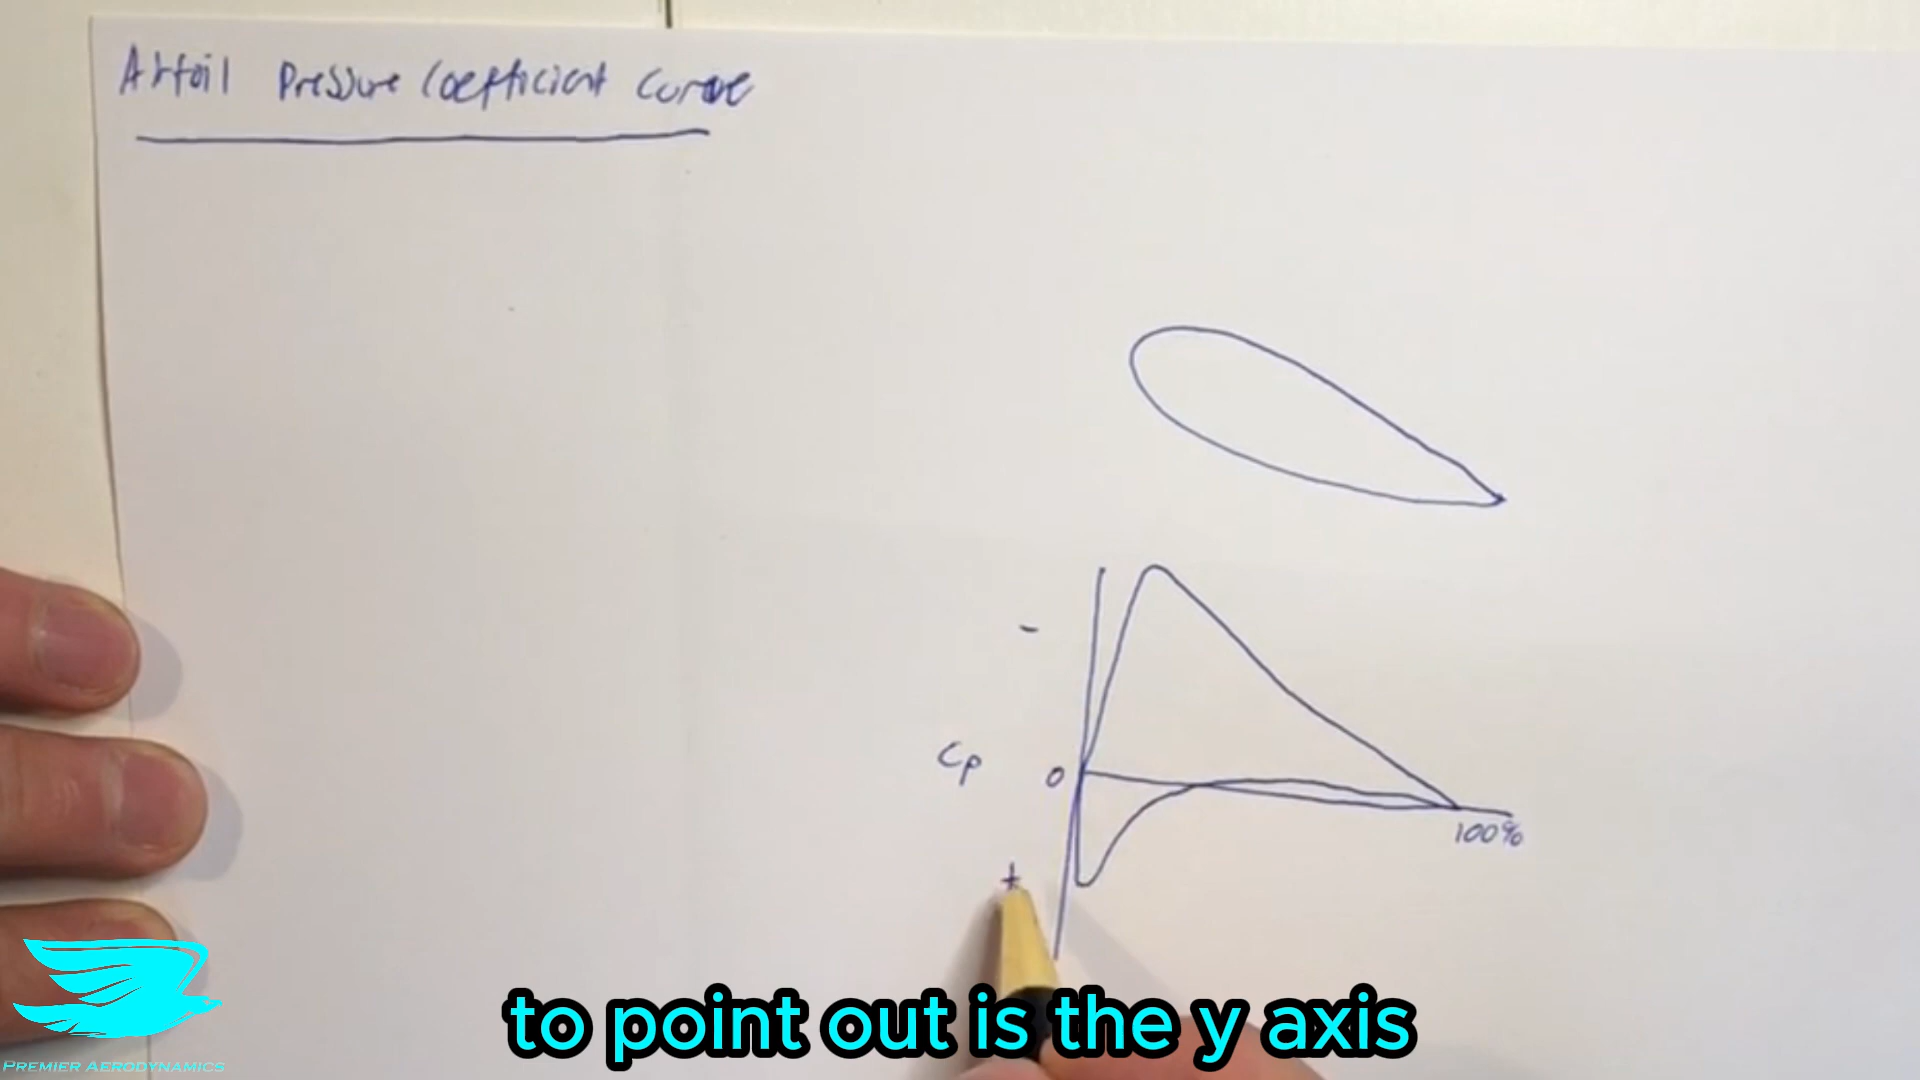 Airfoil Pressure Coefficient Curve
-
Cp
0
100%
+
to point out is the y axis
PREMIER AERODYNAMICS